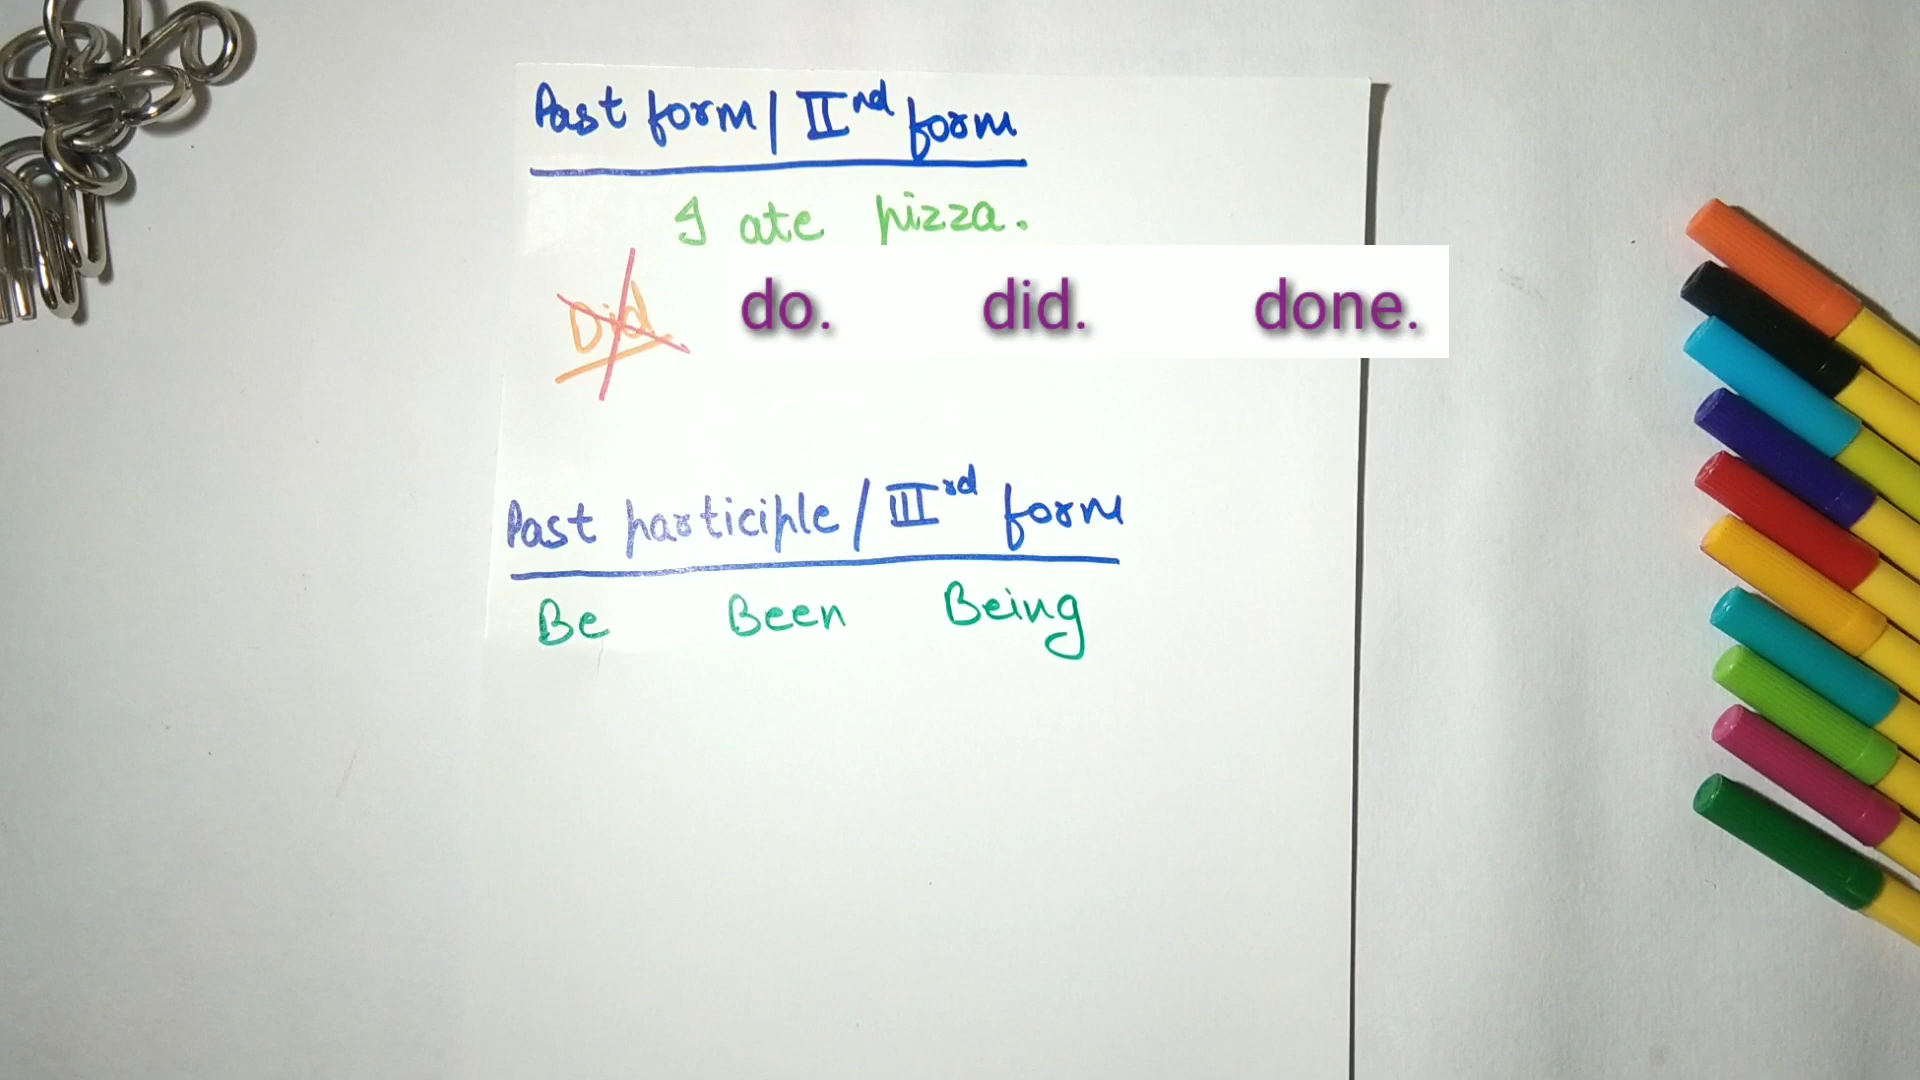 Past form / IInd form
I ate pizza.
Did do. did. done.
Past participle / IIIrd form
Be Been Being